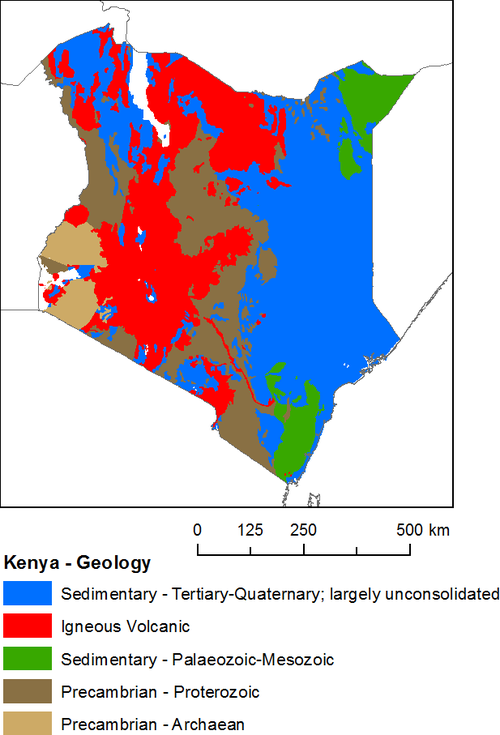 0 125 250 500 km
Kenya - Geology
Sedimentary - Tertiary-Quaternary; largely unconsolidated
Igneous Volcanic
Sedimentary - Palaeozoic-Mesozoic
Precambrian - Proterozoic
Precambrian - Archaean